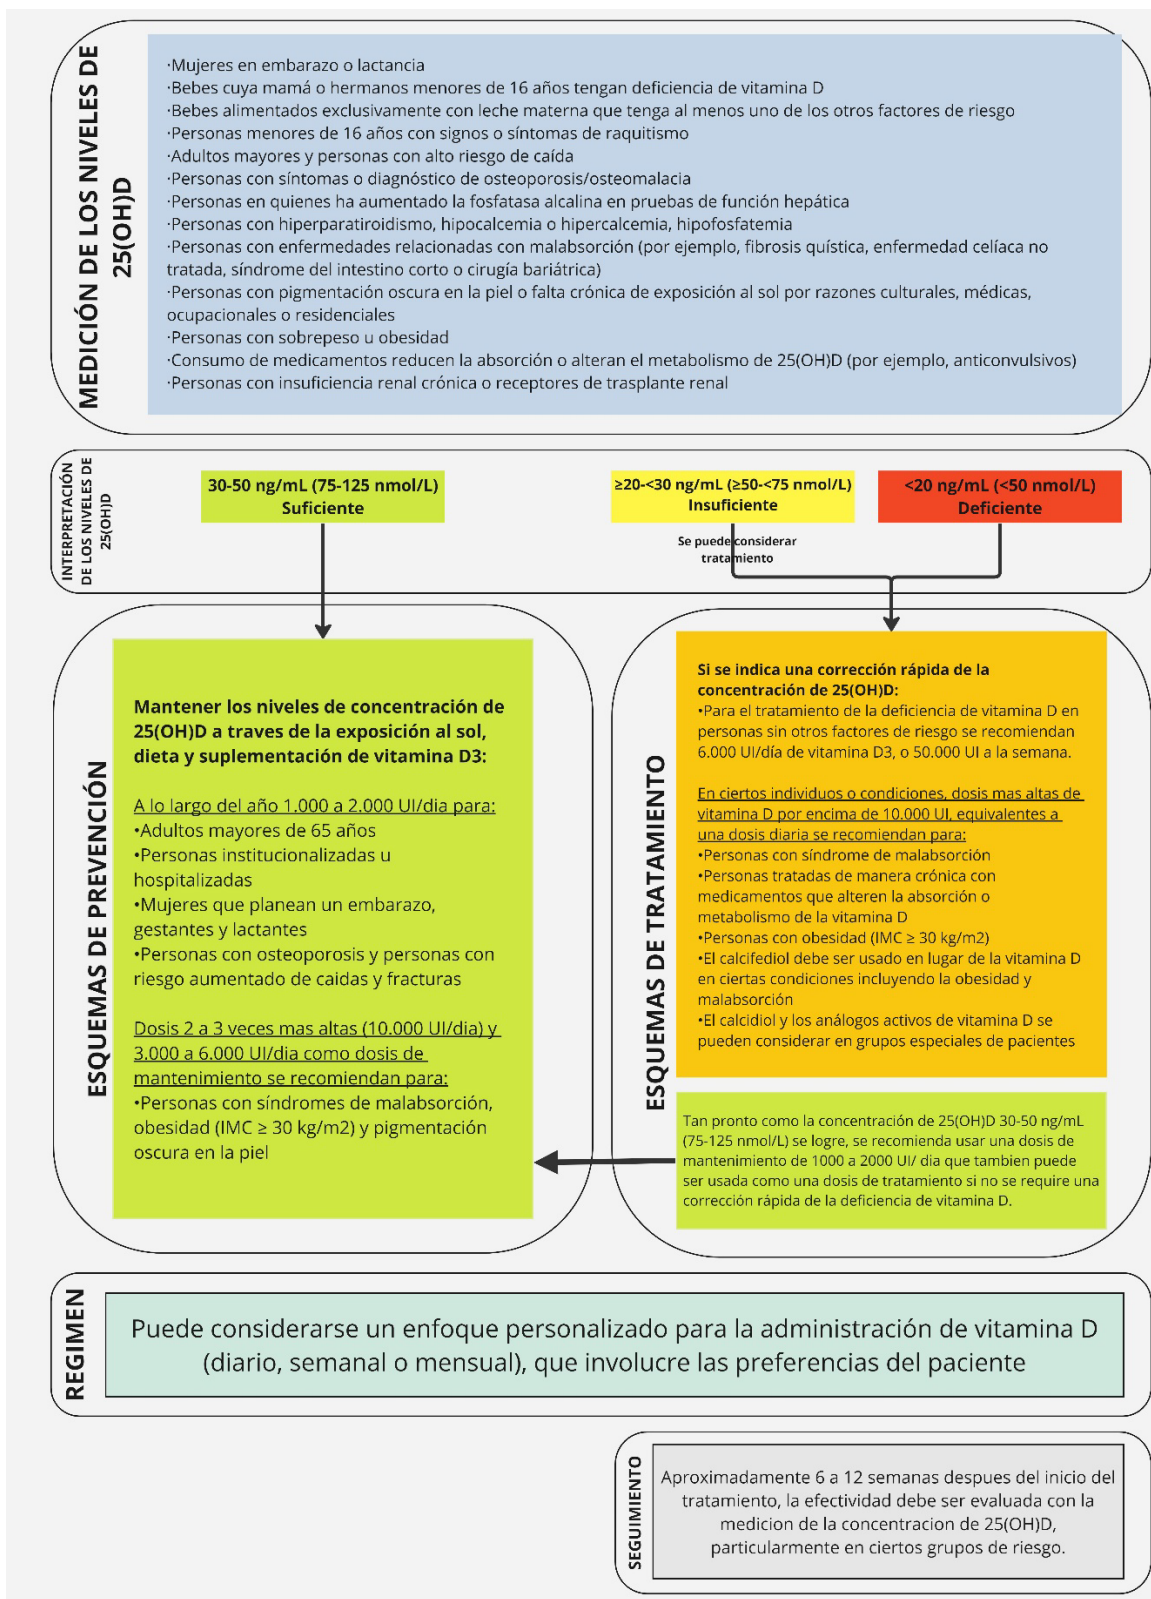 MEDICIÓN DE LOS NIVELES DE
25(OH)D
·Mujeres en embarazo o lactancia
·Bebes cuya mamá o hermanos menores de 16 años tengan deficiencia de vitamina D
·Bebes alimentados exclusivamente con leche materna que tenga al menos uno de los otros factores de riesgo
·Personas menores de 16 años con signos o síntomas de raquitismo
·Adultos mayores y personas con alto riesgo de caída
·Personas con síntomas o diagnóstico de osteoporosis/osteomalacia
·Personas en quienes ha aumentado la fosfatasa alcalina en pruebas de función hepática
·Personas con hiperparatiroidismo, hipocalcemia o hipercalcemia, hipofosfatemia
·Personas con enfermedades relacionadas con malabsorción (por ejemplo, fibrosis quística, enfermedad celíaca no
tratada, síndrome del intestino corto o cirugía bariátrica)
·Personas con pigmentación oscura en la piel o falta crónica de exposición al sol por razones culturales, médicas,
ocupacionales o residenciales
·Personas con sobrepeso u obesidad
·Consumo de medicamentos reducen la absorción o alteran el metabolismo de 25(OH)D (por ejemplo, anticonvulsivos)
·Personas con insuficiencia renal crónica o receptores de trasplante renal
INTERPRETACIÓN
DE LOS NIVELES DE
25(OH)D
30-50 ng/mL (75-125 nmol/L)
Suficiente
≥20-<30 ng/mL (≥50-<75 nmol/L)
Insuficiente
<20 ng/mL (<50 nmol/L)
Deficiente
Se puede considerar
tratamiento
ESQUEMAS DE PREVENCIÓN
Mantener los niveles de concentración de
25(OH)D a traves de la exposición al sol,
dieta y suplementación de vitamina D3:
A lo largo del año 1.000 a 2.000 UI/dia para:
•Adultos mayores de 65 años
•Personas institucionalizadas u
hospitalizadas
•Mujeres que planean un embarazo,
gestantes y lactantes
•Personas con osteoporosis y personas con
riesgo aumentado de caidas y fracturas
Dosis 2 a 3 veces mas altas (10.000 UI/dia) y
3.000 a 6.000 UI/dia como dosis de
mantenimiento se recomiendan para:
•Personas con síndromes de malabsorción,
obesidad (IMC ≥ 30 kg/m2) y pigmentación
oscura en la piel
ESQUEMAS DE TRATAMIENTO
Si se indica una corrección rápida de la
concentración de 25(OH)D:
•Para el tratamiento de la deficiencia de vitamina D en
personas sin otros factores de riesgo se recomiendan
6.000 UI/día de vitamina D3, o 50.000 UI a la semana.
En ciertos individuos o condiciones, dosis mas altas de
vitamina D por encima de 10.000 UI, equivalentes a
una dosis diaria se recomiendan para:
•Personas con síndrome de malabsorción
•Personas tratadas de manera crónica con
medicamentos que alteren la absorción o
metabolismo de la vitamina D
•Personas con obesidad (IMC ≥ 30 kg/m2)
•El calcifediol debe ser usado en lugar de la vitamina D
en ciertas condiciones incluyendo la obesidad y
malabsorción
•El calcidiol y los análogos activos de vitamina D se
pueden considerar en grupos especiales de pacientes
Tan pronto como la concentración de 25(OH)D 30-50 ng/mL
(75-125 nmol/L) se logre, se recomienda usar una dosis de
mantenimiento de 1000 a 2000 UI/ dia que tambien puede
ser usada como una dosis de tratamiento si no se require una
corrección rápida de la deficiencia de vitamina D.
REGIMEN
Puede considerarse un enfoque personalizado para la administración de vitamina D
(diario, semanal o mensual), que involucre las preferencias del paciente
SEGUIMIENTO
Aproximadamente 6 a 12 semanas despues del inicio del
tratamiento, la efectividad debe ser evaluada con la
medicion de la concentracion de 25(OH)D,
particularmente en ciertos grupos de riesgo.